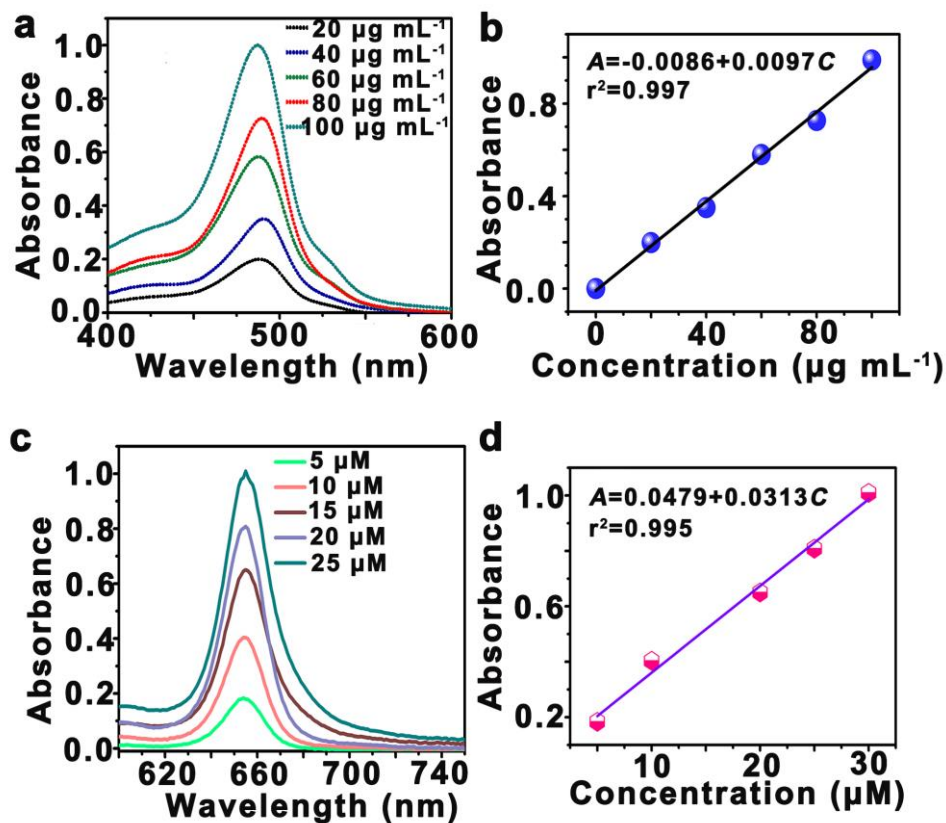 a
20 µg mL-1
40 µg mL-1
60 µg mL-1
80 µg mL-1
100 µg mL-1
Absorbance
1.0
0.8
0.6
0.4
0.2
0.0
400
500
600
Wavelength (nm)
b
A=-0.0086+0.0097C
r²=0.997
Absorbance
0.8
0.4
0.0
0
40
80
Concentration (µg mL-1)
c
5 µM
10 µM
15 µM
20 µM
25 µM
Absorbance
1.0
0.8
0.6
0.4
0.2
0.0
620
660
700
740
Wavelength (nm)
d
A=0.0479+0.0313C
r²=0.995
Absorbance
1.0
0.6
0.2
10
20
30
Concentration (µM)